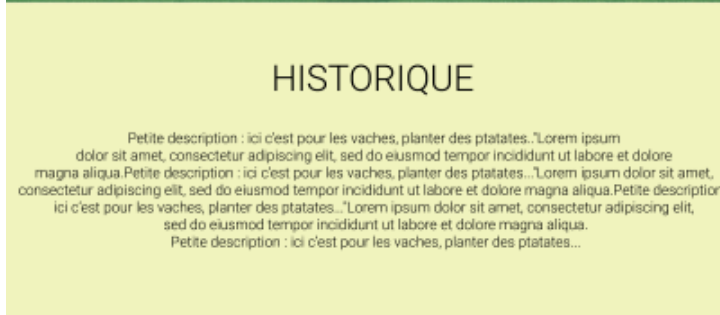 HISTORIQUE
Petite description : ici c'est pour les vaches, planter des ptatates.."Lorem ipsum
dolor sit amet, consectetur adipiscing elit, sed do eiusmod tempor incididunt ut labore et dolore
magna aliqua.Petite description : ici c'est pour les vaches, planter des ptatates..."Lorem ipsum dolor sit amet,
consectetur adipiscing elit, sed do eiusmod tempor incididunt ut labore et dolore magna aliqua.Petite description
ici c'est pour les vaches, planter des ptatates..."Lorem ipsum dolor sit amet, consectetur adipiscing elit,
sed do eiusmod tempor incididunt ut labore et dolore magna aliqua.
Petite description : ici c'est pour les vaches, planter des ptatates...